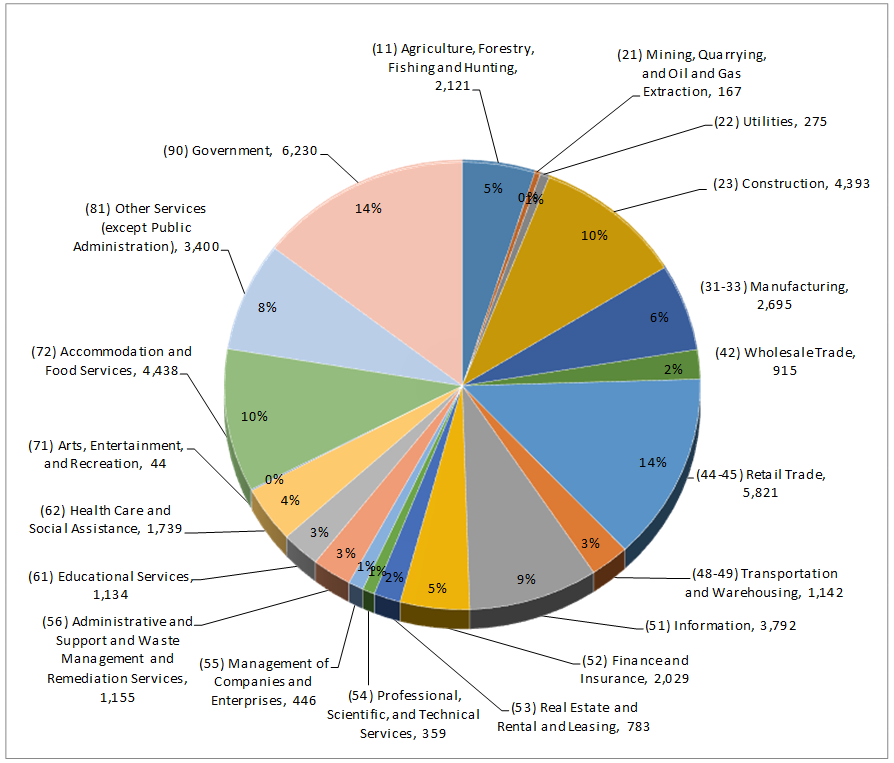 (11) Agriculture, Forestry,
Fishing and Hunting,
2,121
(21) Mining, Quarrying,
and Oil and Gas
Extraction, 167
(22) Utilities, 275
(23) Construction, 4,393
(31-33) Manufacturing,
2,695
(42) Wholesale Trade,
915
(44-45) Retail Trade,
5,821
(48-49) Transportation
and Warehousing, 1,142
(51) Information, 3,792
(52) Finance and
Insurance, 2,029
(53) Real Estate and
Rental and Leasing, 783
(54) Professional,
Scientific, and Technical
Services, 359
(55) Management of
Companies and
Enterprises, 446
(56) Administrative and
Support and Waste
Management and
Remediation Services,
1,155
(61) Educational Services,
1,134
(62) Health Care and
Social Assistance, 1,739
(71) Arts, Entertainment,
and Recreation, 44
(72) Accommodation and
Food Services, 4,438
(81) Other Services
(except Public
Administration), 3,400
(90) Government, 6,230
5%
0%
1%
10%
6%
2%
14%
3%
9%
5%
2%
1%
1%
3%
3%
4%
0%
10%
8%
14%